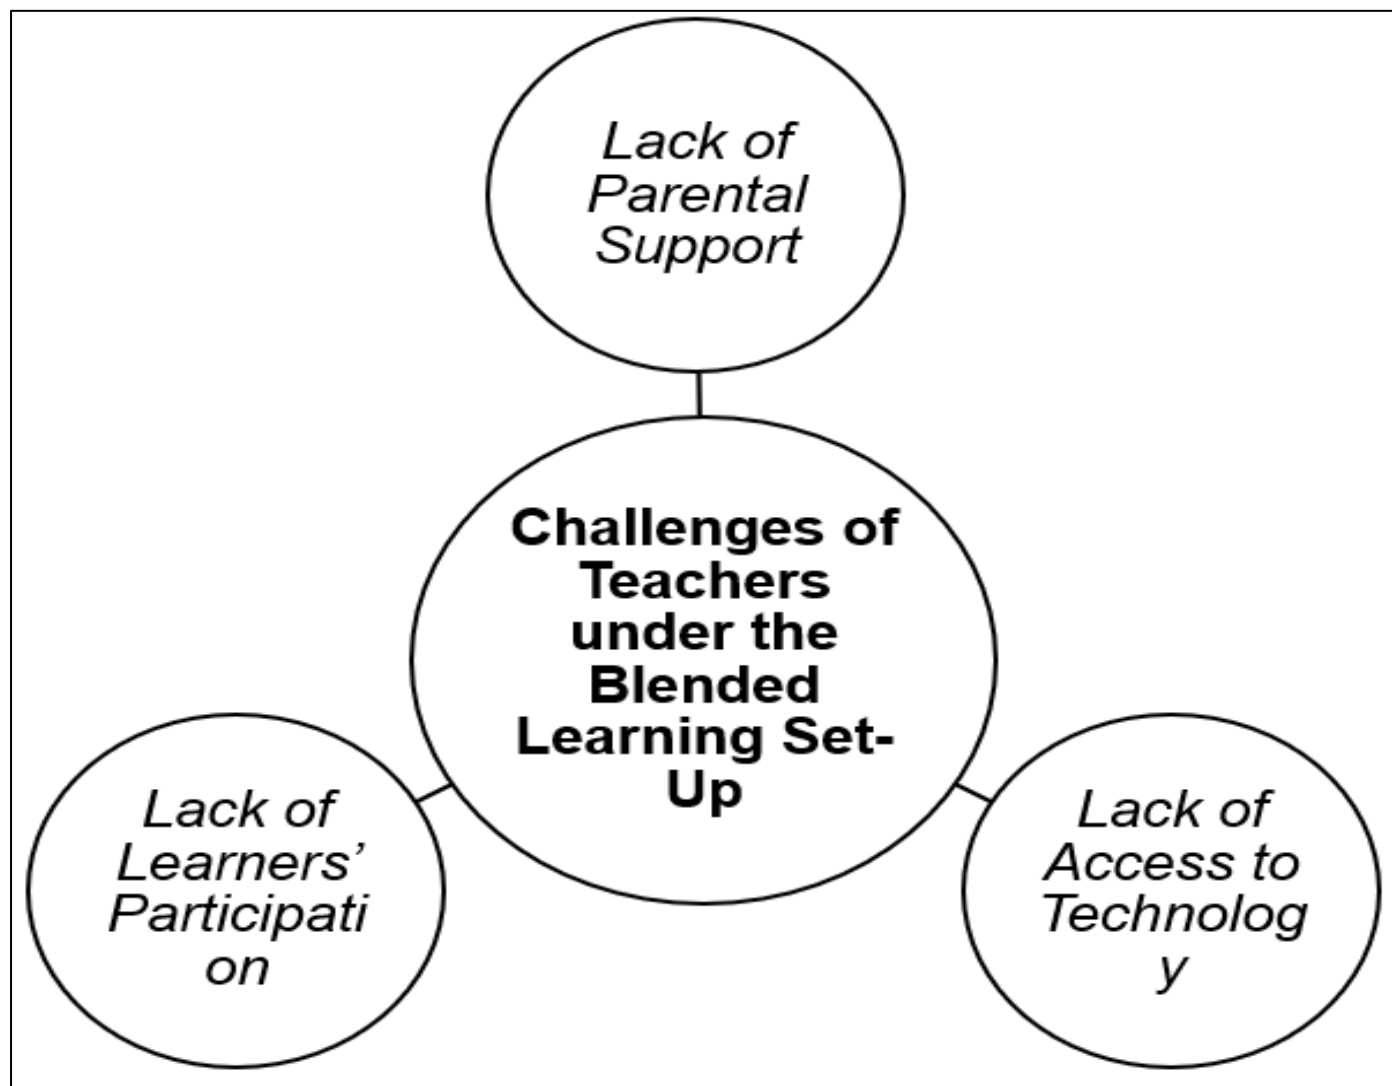 Lack of
Parental
Support
Challenges of
Teachers
under the
Blended
Learning Set-
Up
Lack of
Learners’
Participati
on
Lack of
Access to
Technolog
y